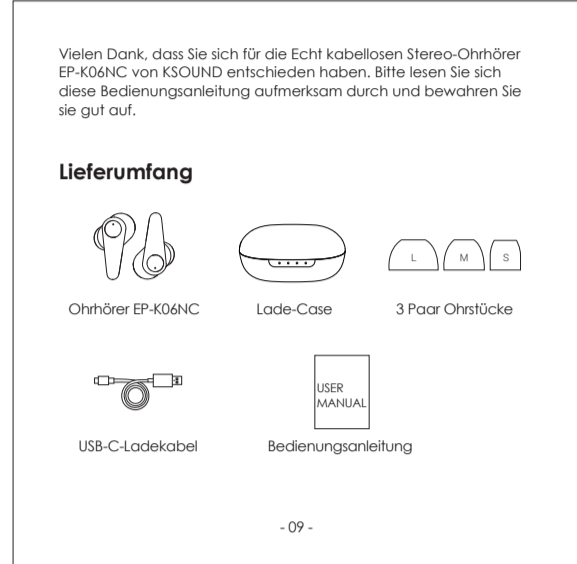 Vielen Dank, dass Sie sich für die Echt kabellosen Stereo-Ohrhörer
EP-K06NC von KSOUND entschieden haben. Bitte lesen Sie sich
diese Bedienungsanleitung aufmerksam durch und bewahren Sie
sie gut auf.
Lieferumfang
L M S
Ohrhörer EP-K06NC Lade-Case 3 Paar Ohrstücke
USER
MANUAL
USB-C-Ladekabel Bedienungsanleitung
- 09 -